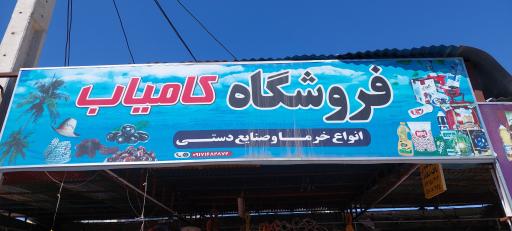 فروشگاه کامیاب
انواع خرما و صنایع دستی